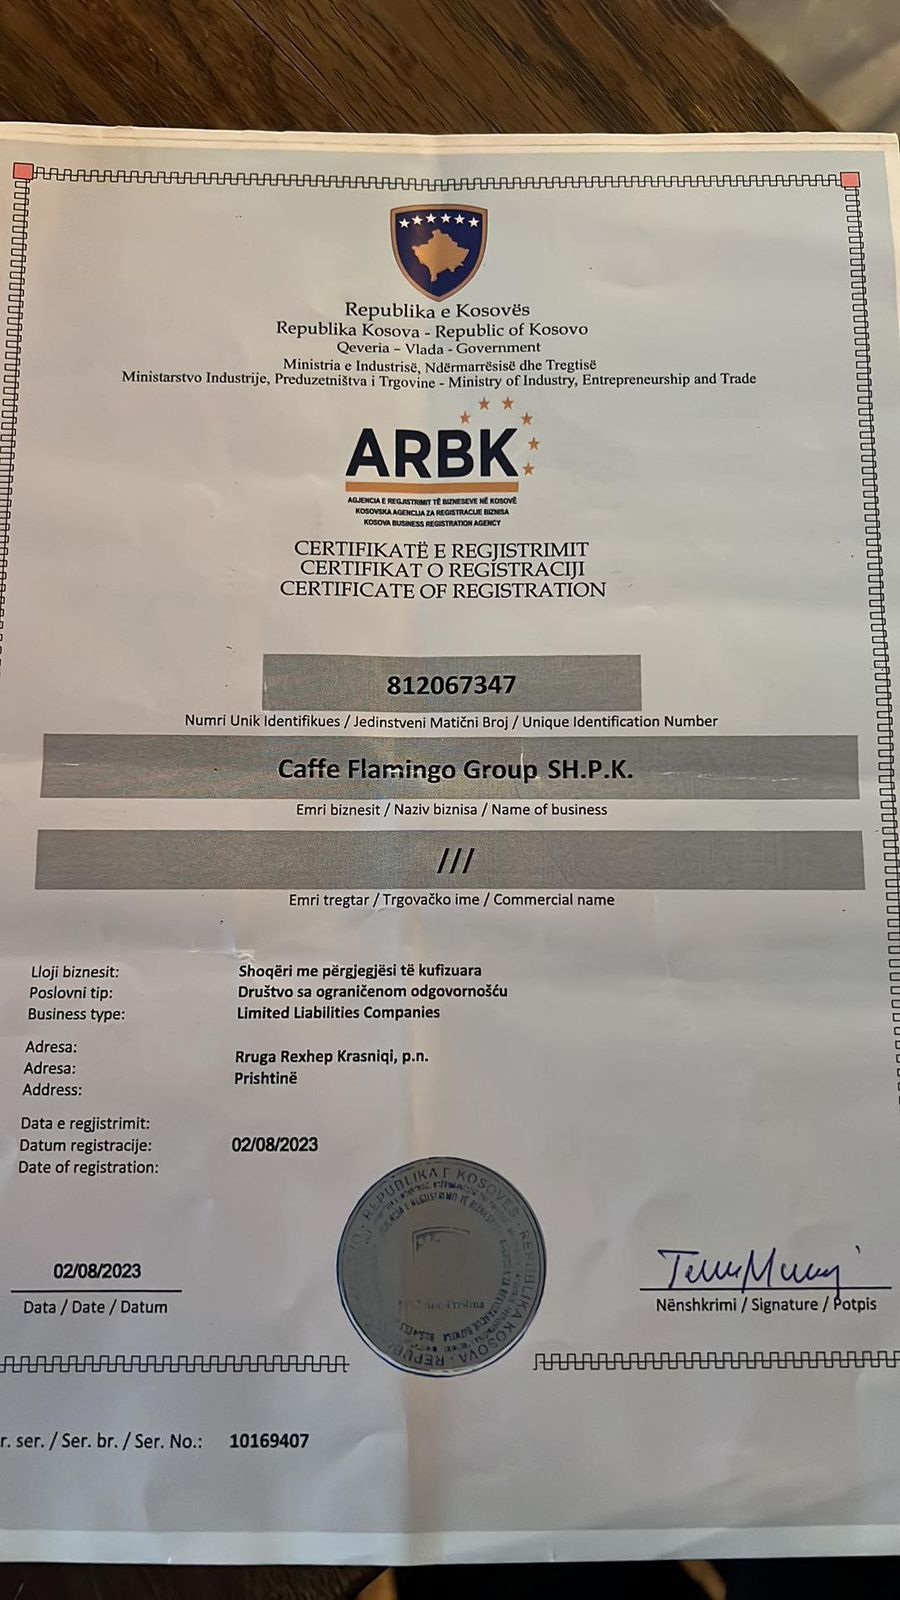 Republika e Kosovës
Republika Kosova - Republic of Kosovo
Qeveria – Vlada - Government
Ministria e Industrisë, Ndërmarrësisë dhe Tregtisë
Ministarstvo Industrije, Preduzetništva i Trgovine - Ministry of Industry, Entrepreneurship and Trade
ARBK
AGJENCIA E REGJISTRIMIT TË BIZNESEVE NË KOSOVË
KOSOVSKA AGENCIJA ZA REGISTRACIJE BIZNISA
KOSOVA BUSINESS REGISTRATION AGENCY
CERTIFIKATË E REGJISTRIMIT
CERTIFIKAT O REGISTRACIJI
CERTIFICATE OF REGISTRATION
812067347
Numri Unik Identifikues / Jedinstveni Matični Broj / Unique Identification Number
Caffe Flamingo Group SH.P.K.
Emri biznesit / Naziv biznisa / Name of business
///
Emri tregtar / Trgovačko ime / Commercial name
Lloji biznesit: Shoqëri me përgjegjësi të kufizuara
Poslovni tip: Društvo sa ograničenom odgovornošću
Business type: Limited Liabilities Companies
Adresa:
Rruga Rexhep Krasniqi, p.n.
Adresa:
Prishtinë
Address:
Data e regjistrimit:
Datum registracije: 02/08/2023
Date of registration:
REPUBLIKA E KOSOVËS - REPUBLIKA KOSOVA
02/08/2023
Data / Date / Datum
Nënshkrimi / Signature / Potpis
r. ser. / Ser. br. / Ser. No.: 10169407